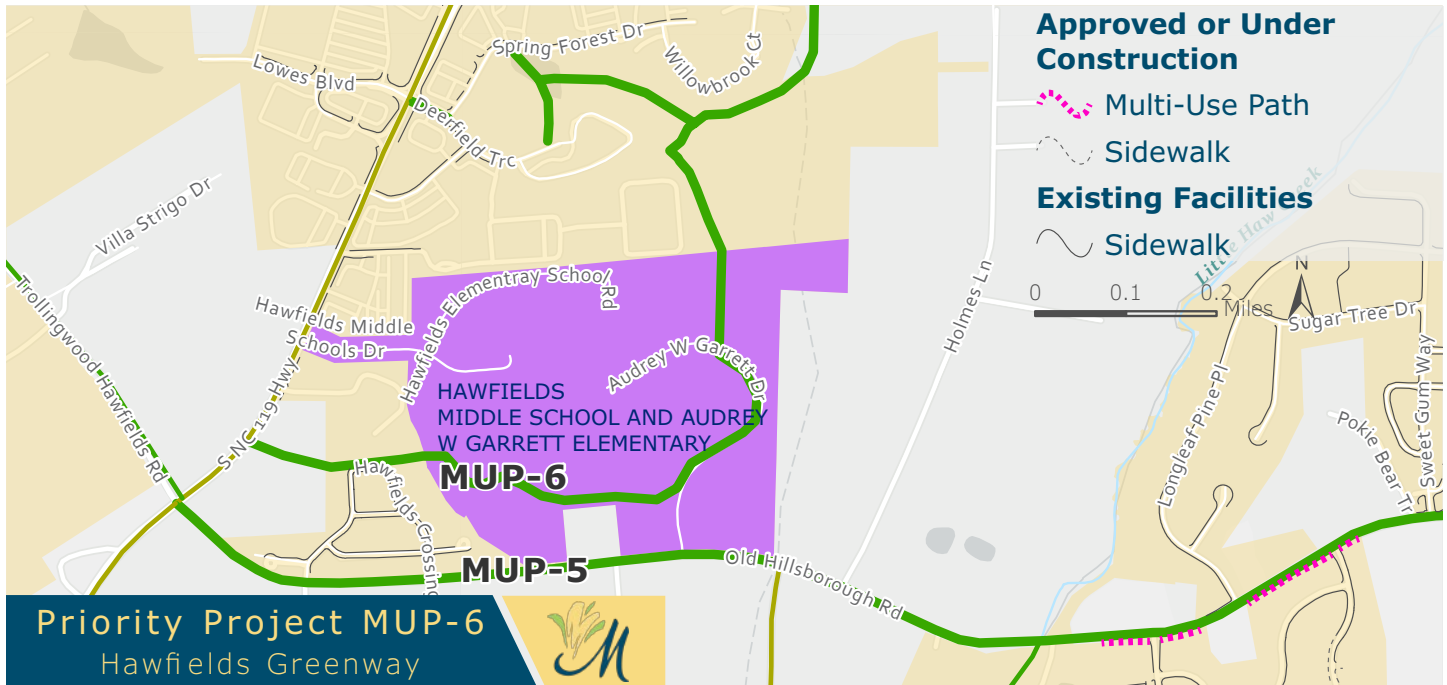 Approved or Under
Construction
Multi-Use Path
Sidewalk
Existing Facilities
Sidewalk
N
0 0.1 0.2
Miles
Spring Forest Dr
Willowbrook Ct
Lowes Blvd
Deerfield Trc
Villa Strigo Dr
Trollingwood Hawfields Rd
S NC 119 Hwy
Hawfields Middle
Schools Dr
Hawfields Elementray School Rd
Audrey W Garrett Dr
HAWFIELDS
MIDDLE SCHOOL AND AUDREY
W GARRETT ELEMENTARY
MUP-6
Hawfields Crossing
MUP-5
Old Hillsborough Rd
Holmes Ln
Little Haw Creek
Sugar Tree Dr
Longleaf Pine Pl
Pokie Bear Tr
Sweet Gum Way
Priority Project MUP-6
Hawfields Greenway
M